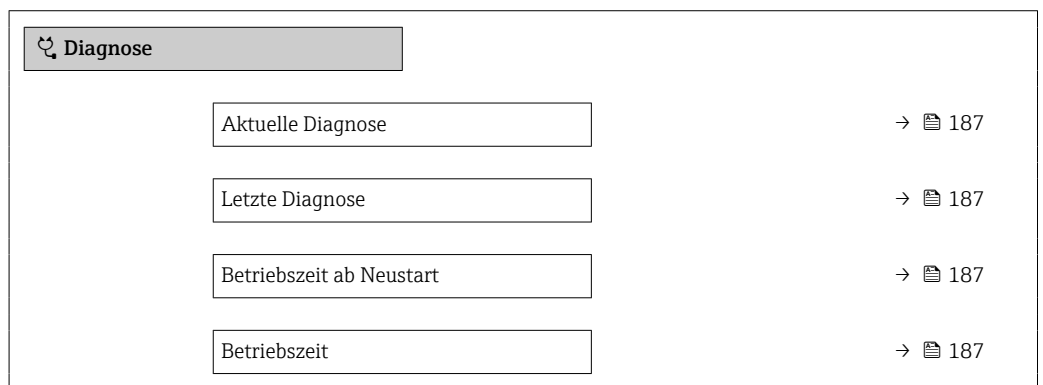 Diagnose
Aktuelle Diagnose → 187
Letzte Diagnose → 187
Betriebszeit ab Neustart → 187
Betriebszeit → 187